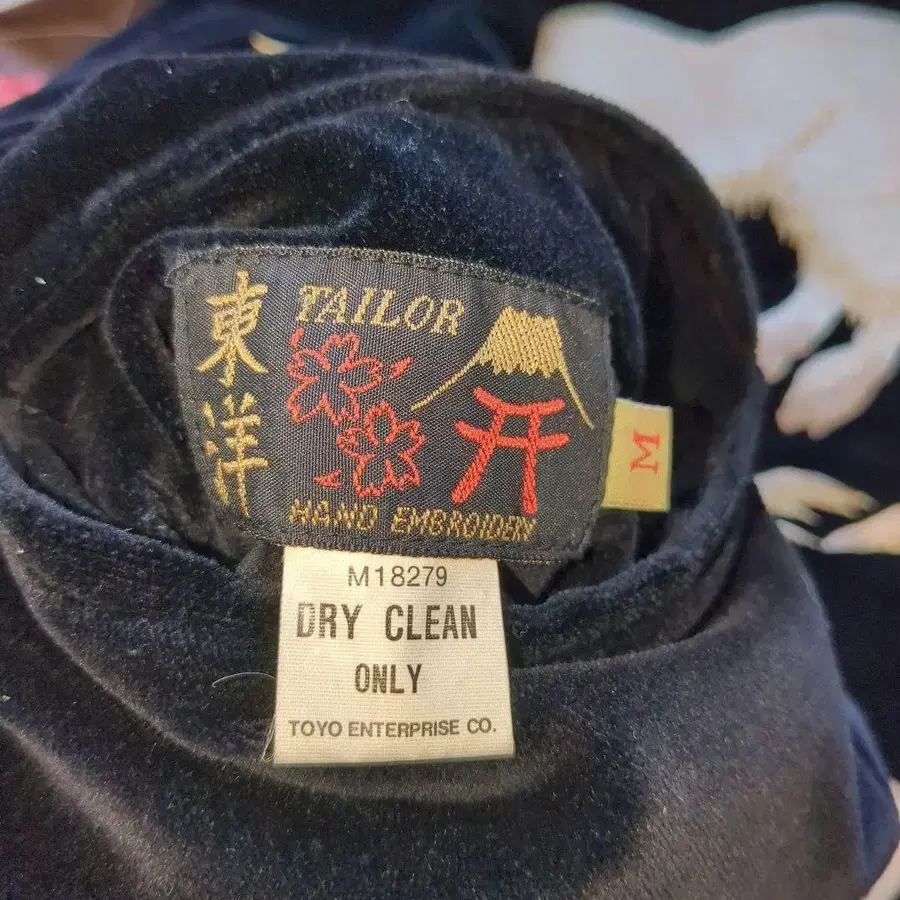 東洋
TAILOR
HAND EMBROIDERY
M
M18279
DRY CLEAN
ONLY
TOYO ENTERPRISE CO.